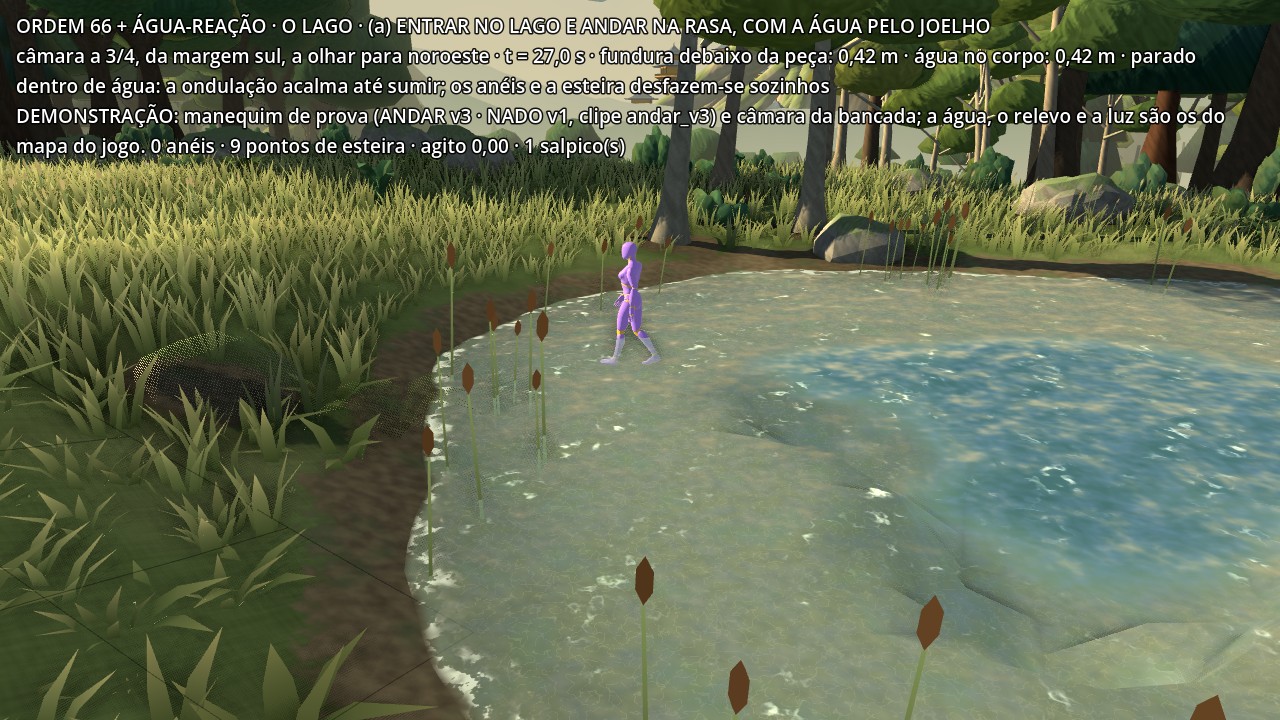 ORDEM 66 + ÁGUA-REAÇÃO · O LAGO · (a) ENTRAR NO LAGO E ANDAR NA RASA, COM A ÁGUA PELO JOELHO
câmara a 3/4, da margem sul, a olhar para noroeste · t = 27,0 s · fundura debaixo da peça: 0,42 m · água no corpo: 0,42 m · parado
dentro de água: a ondulação acalma até sumir; os anéis e a esteira desfazem-se sozinhos
DEMONSTRAÇÃO: manequim de prova (ANDAR v3 · NADO v1, clipe andar_v3) e câmara da bancada; a água, o relevo e a luz são os do
mapa do jogo. 0 anéis · 9 pontos de esteira · agito 0,00 · 1 salpico(s)